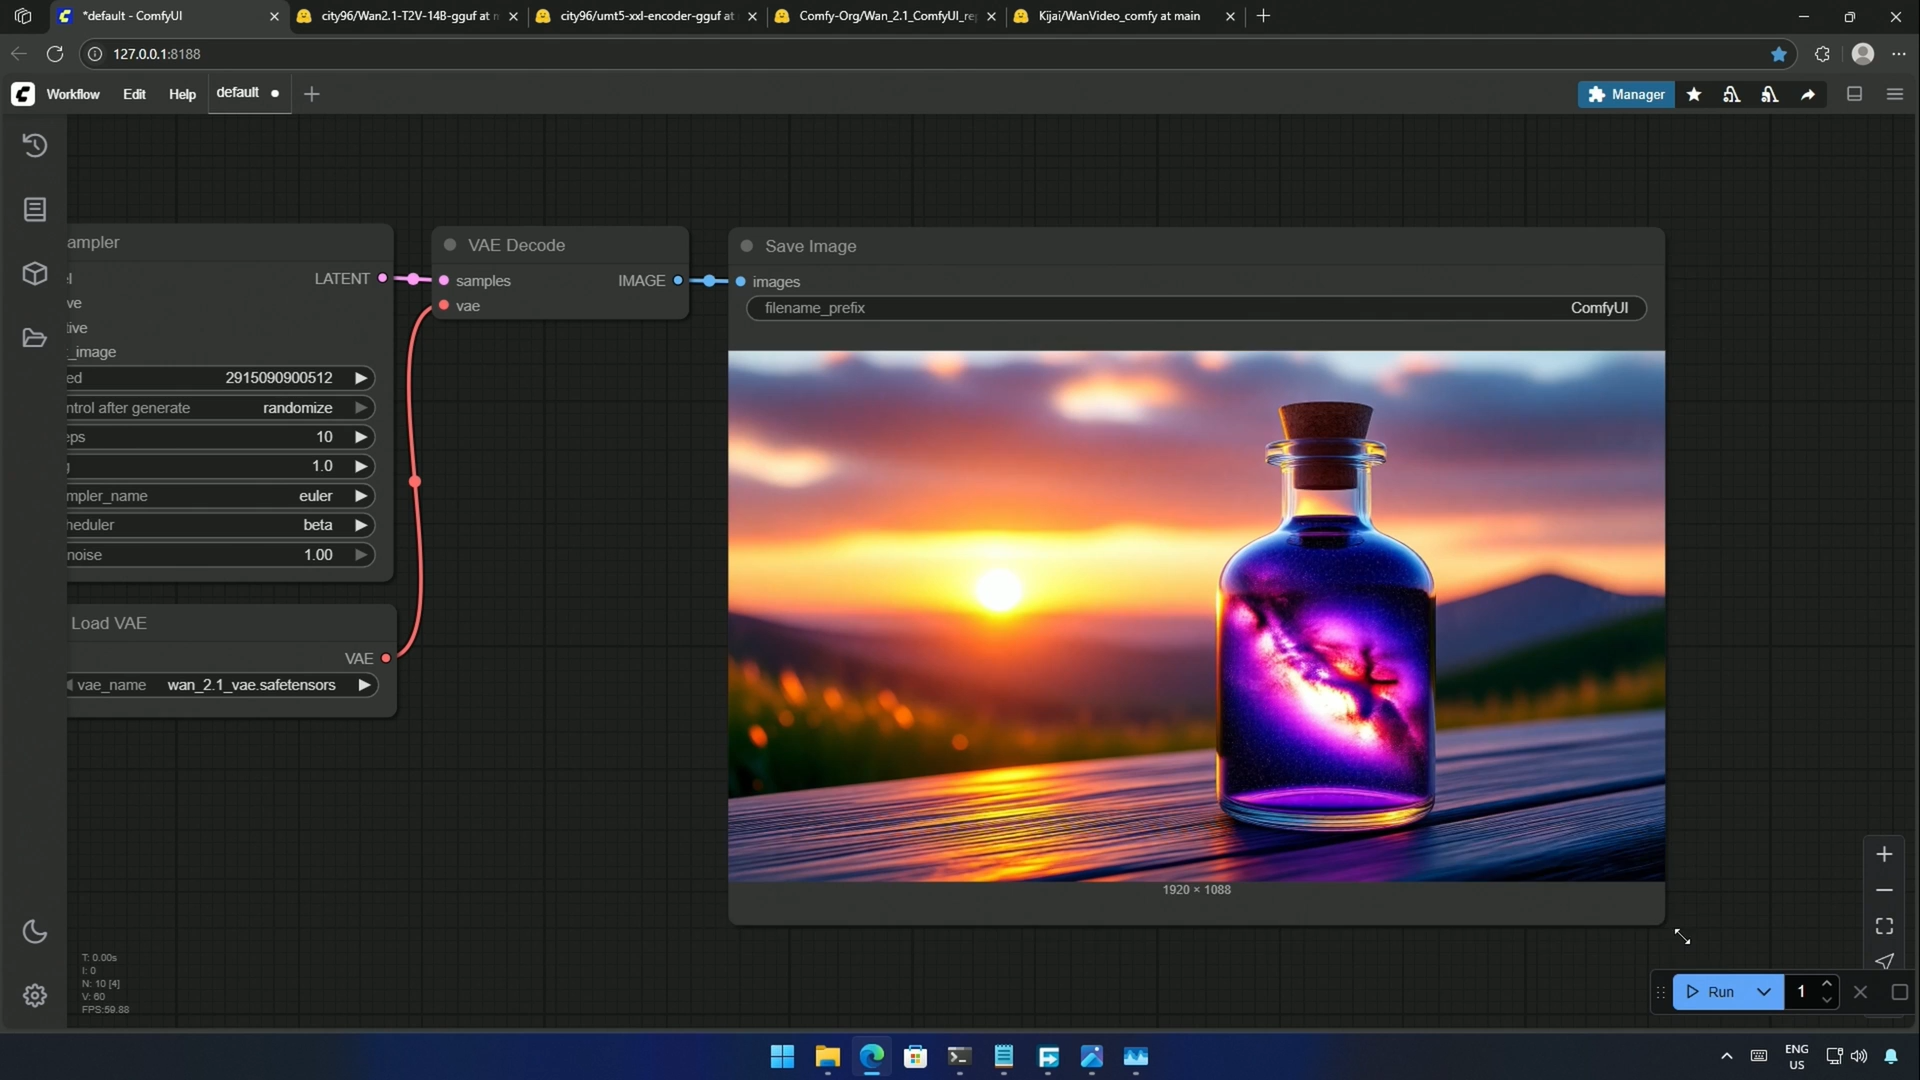 *default - ComfyUI
city96/Wan2.1-T2V-14B-gguf at
city96/umt5-xxl-encoder-gguf at
Comfy-Org/Wan_2.1_ComfyUI_re
Kijai/WanVideo_comfy at main
127.0.0.1:8188
Workflow
Edit
Help
default
Manager
ampler
VAE Decode
Save Image
LATENT
samples
IMAGE
images
el
vae
filename_prefix
ComfyUI
ive
tive
_image
ed
2915090900512
ntrol after generate
randomize
eps
10
1.0
mpler_name
euler
heduler
beta
noise
1.00
Load VAE
VAE
vae_name
wan_2.1_vae.safetensors
1920 × 1088
T: 0.00s
I: 0
N: 10 [4]
V: 60
FPS:59.88
Run
1
ENG
US